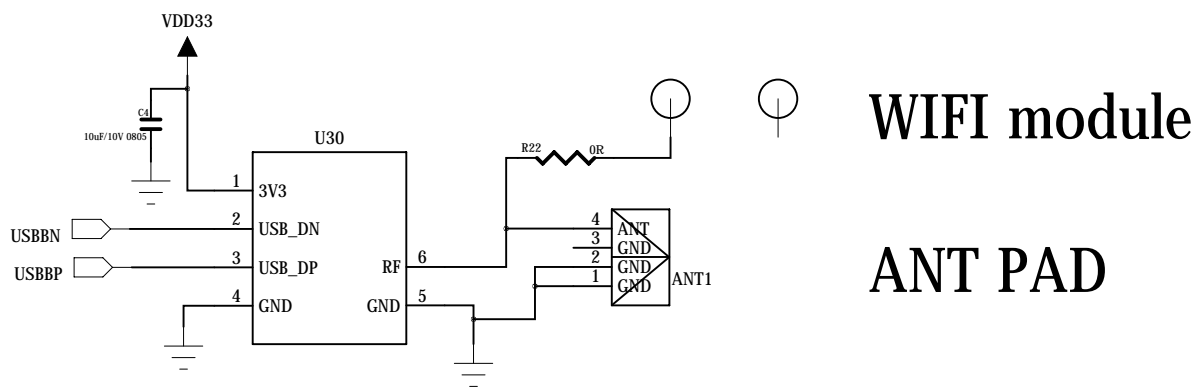 VDD33
C4
10uF/10V 0805
U30
R22 0R
WIFI module
1 3V3
2 USB_DN
USBBN
3 USB_DP
USBBP
RF 6
4 GND
GND 5
4 ANT
3 GND
2 GND
1 GND
ANT1
ANT PAD